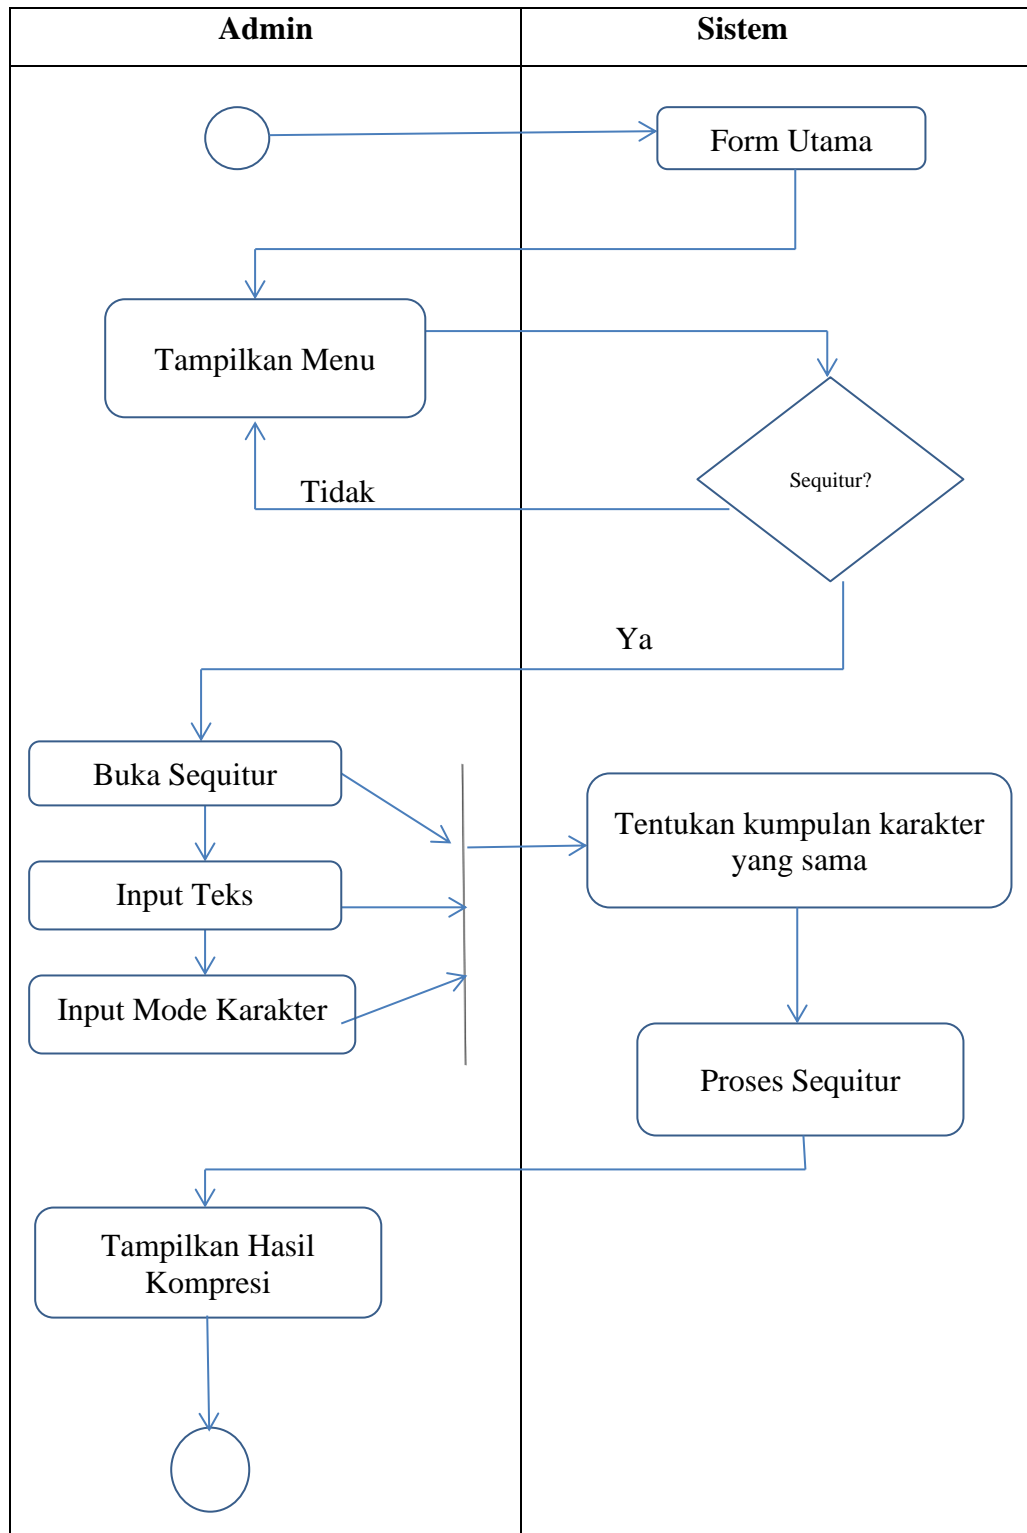 Admin
Sistem
Form Utama
Tampilkan Menu
Sequitur?
Tidak
Ya
Buka Sequitur
Tentukan kumpulan karakter
yang sama
Input Teks
Input Mode Karakter
Proses Sequitur
Tampilkan Hasil
Kompresi